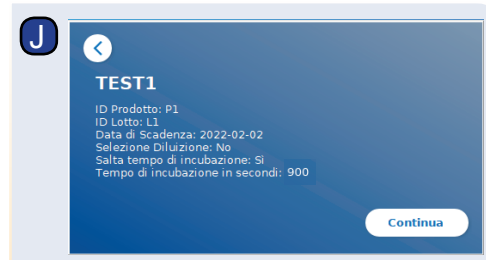 J
TEST1
ID Prodotto: P1
ID Lotto: L1
Data di Scadenza: 2022-02-02
Selezione Diluizione: No
Salta tempo di incubazione: Si
Tempo di incubazione in secondi: 900
Continua